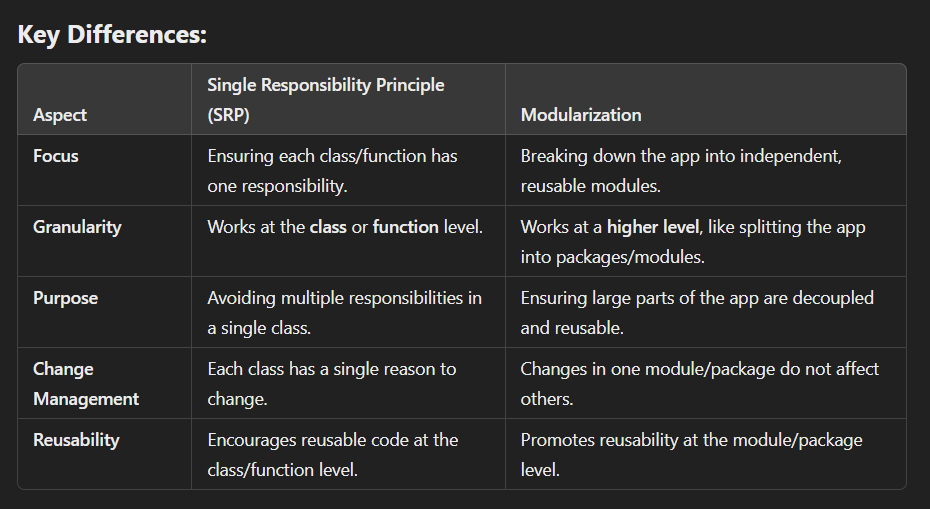 Key Differences:
Aspect
Single Responsibility Principle
(SRP)
Modularization
Focus
Ensuring each class/function has
one responsibility.
Breaking down the app into independent,
reusable modules.
Granularity
Works at the class or function level.
Works at a higher level, like splitting the app
into packages/modules.
Purpose
Avoiding multiple responsibilities in
a single class.
Ensuring large parts of the app are decoupled
and reusable.
Change
Management
Each class has a single reason to
change.
Changes in one module/package do not affect
others.
Reusability
Encourages reusable code at the
class/function level.
Promotes reusability at the module/package
level.